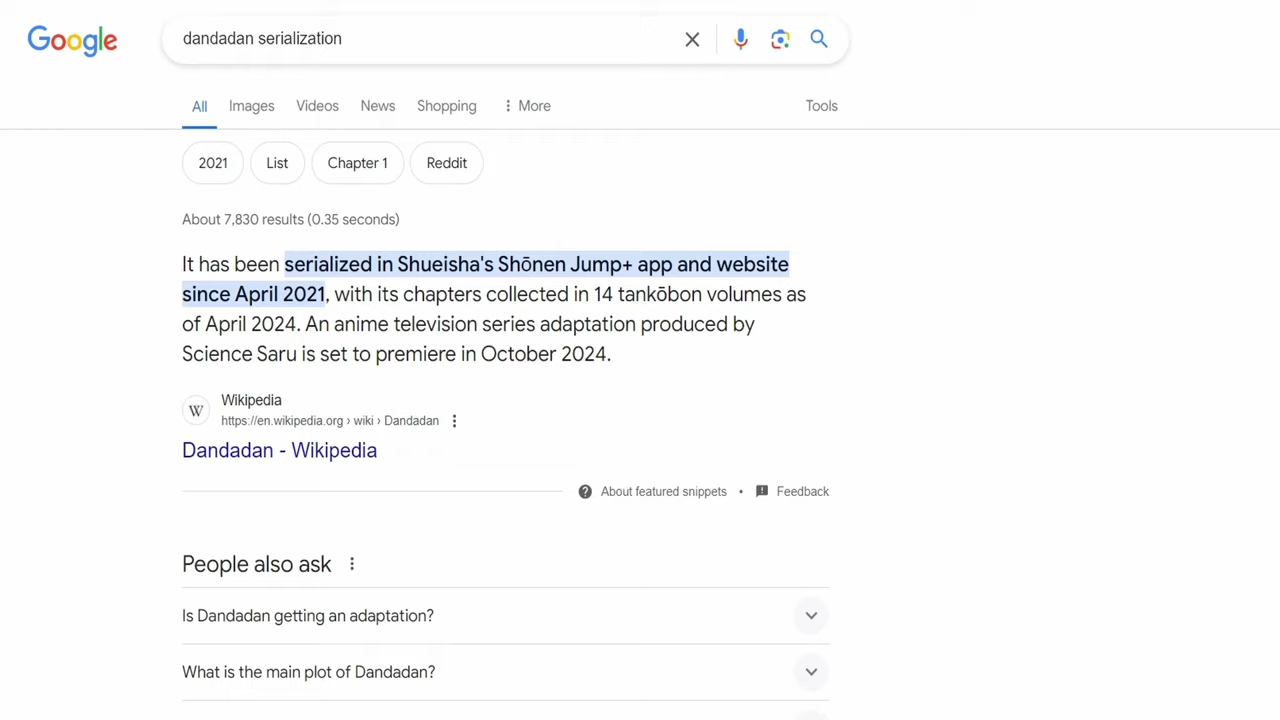 Google
dandadan serialization
All Images Videos News Shopping More Tools
2021 List Chapter 1 Reddit
About 7,830 results (0.35 seconds)
It has been serialized in Shueisha's Shōnen Jump+ app and website
since April 2021, with its chapters collected in 14 tankōbon volumes as
of April 2024. An anime television series adaptation produced by
Science Saru is set to premiere in October 2024.
W
Wikipedia
https://en.wikipedia.org › wiki › Dandadan
Dandadan - Wikipedia
About featured snippets • Feedback
People also ask
Is Dandadan getting an adaptation?
What is the main plot of Dandadan?